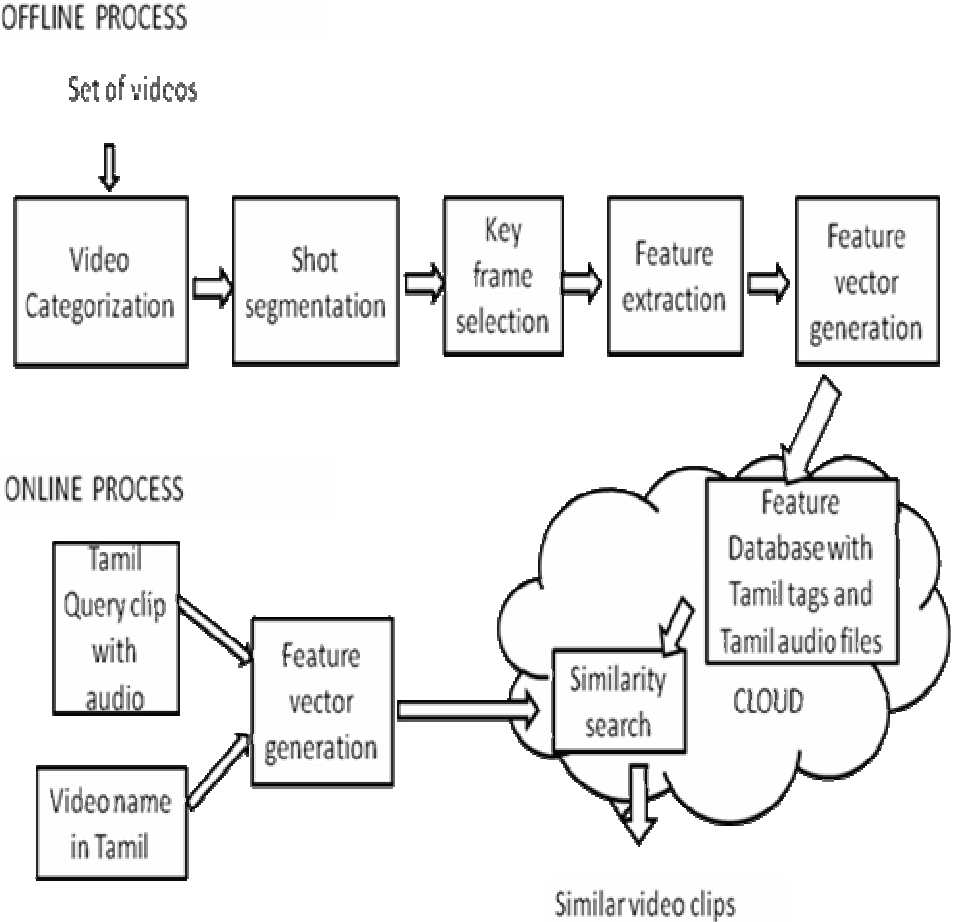 OFFLINE PROCESS
Set of videos
Video
Categorization
Shot
segmentation
Key
frame
selection
Feature
extraction
Feature
vector
generation
ONLINE PROCESS
Tamil
Query clip
with
audio
Video name
in Tamil
Feature
vector
generation
Feature
Database with
Tamil tags and
Tamil audio files
Similarity
search
CLOUD
Similar video clips